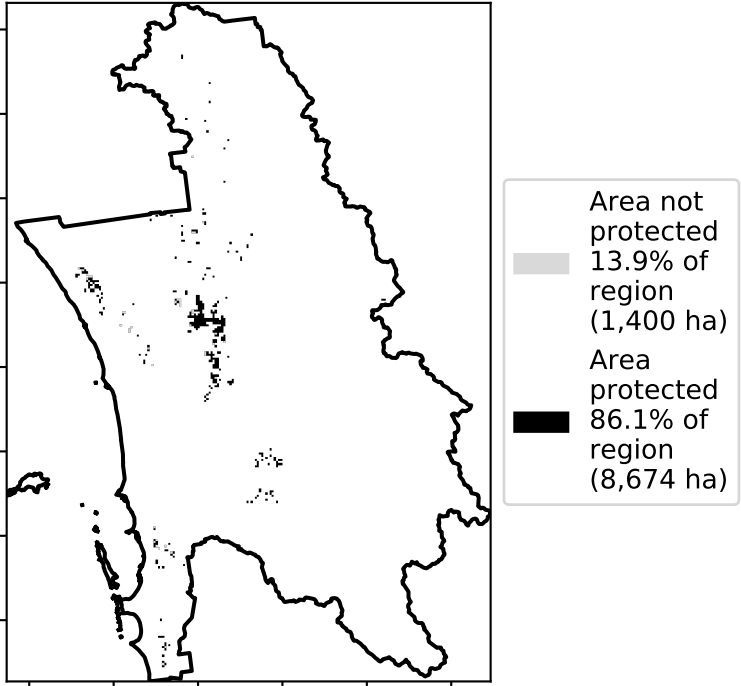 Area not
protected
13.9% of
region
(1,400 ha)
Area
protected
86.1% of
region
(8,674 ha)